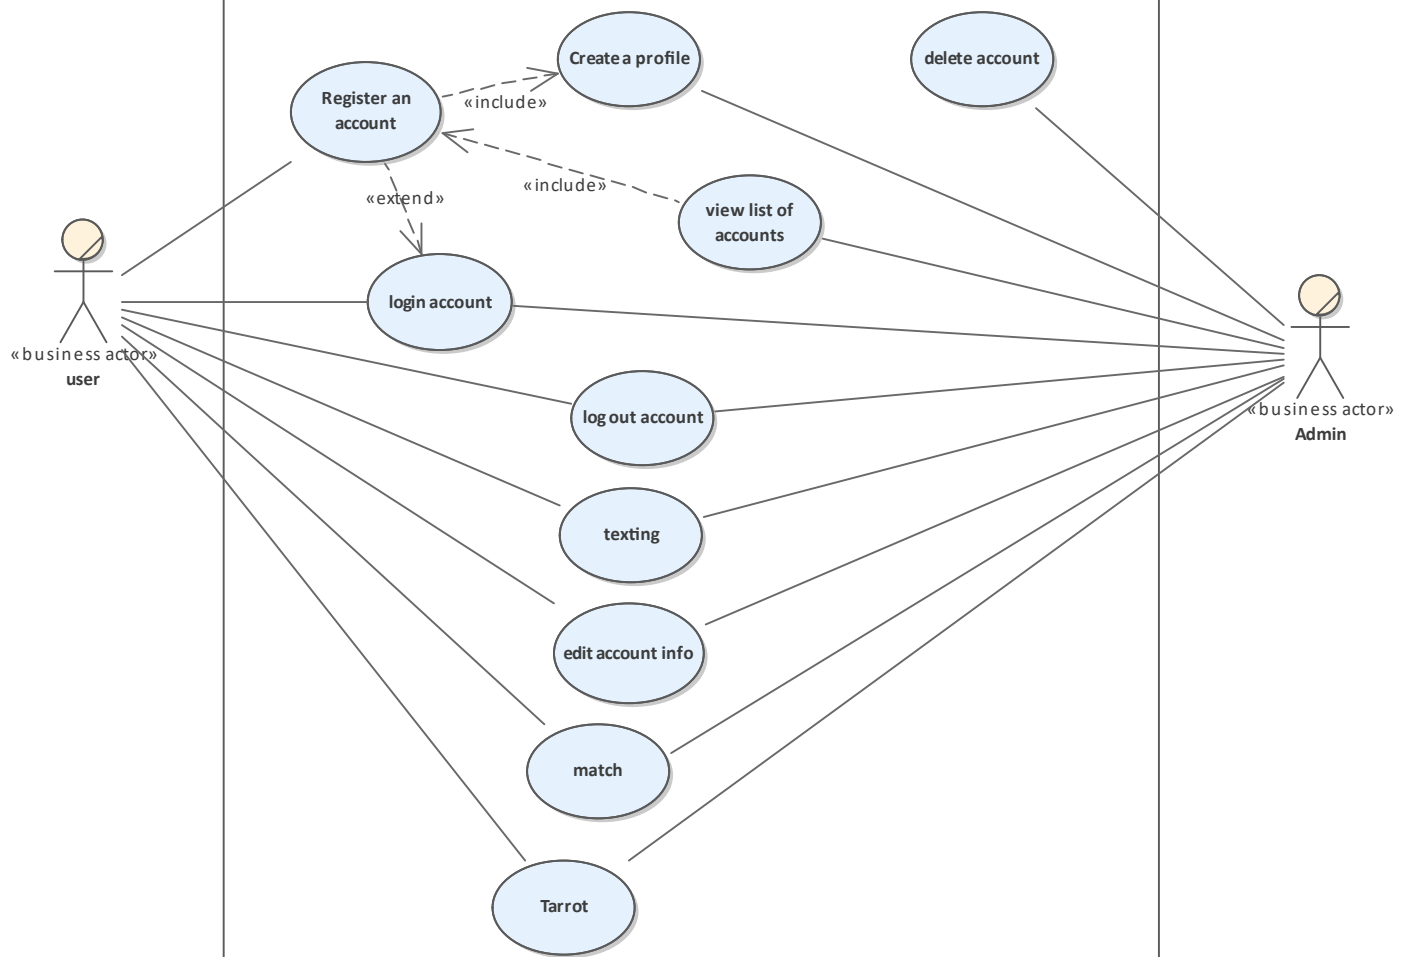 Create a profile
delete account
Register an
account
«include»
«include»
«extend»
view list of
accounts
login account
«business actor»
user
«business actor»
Admin
log out account
texting
edit account info
match
Tarrot